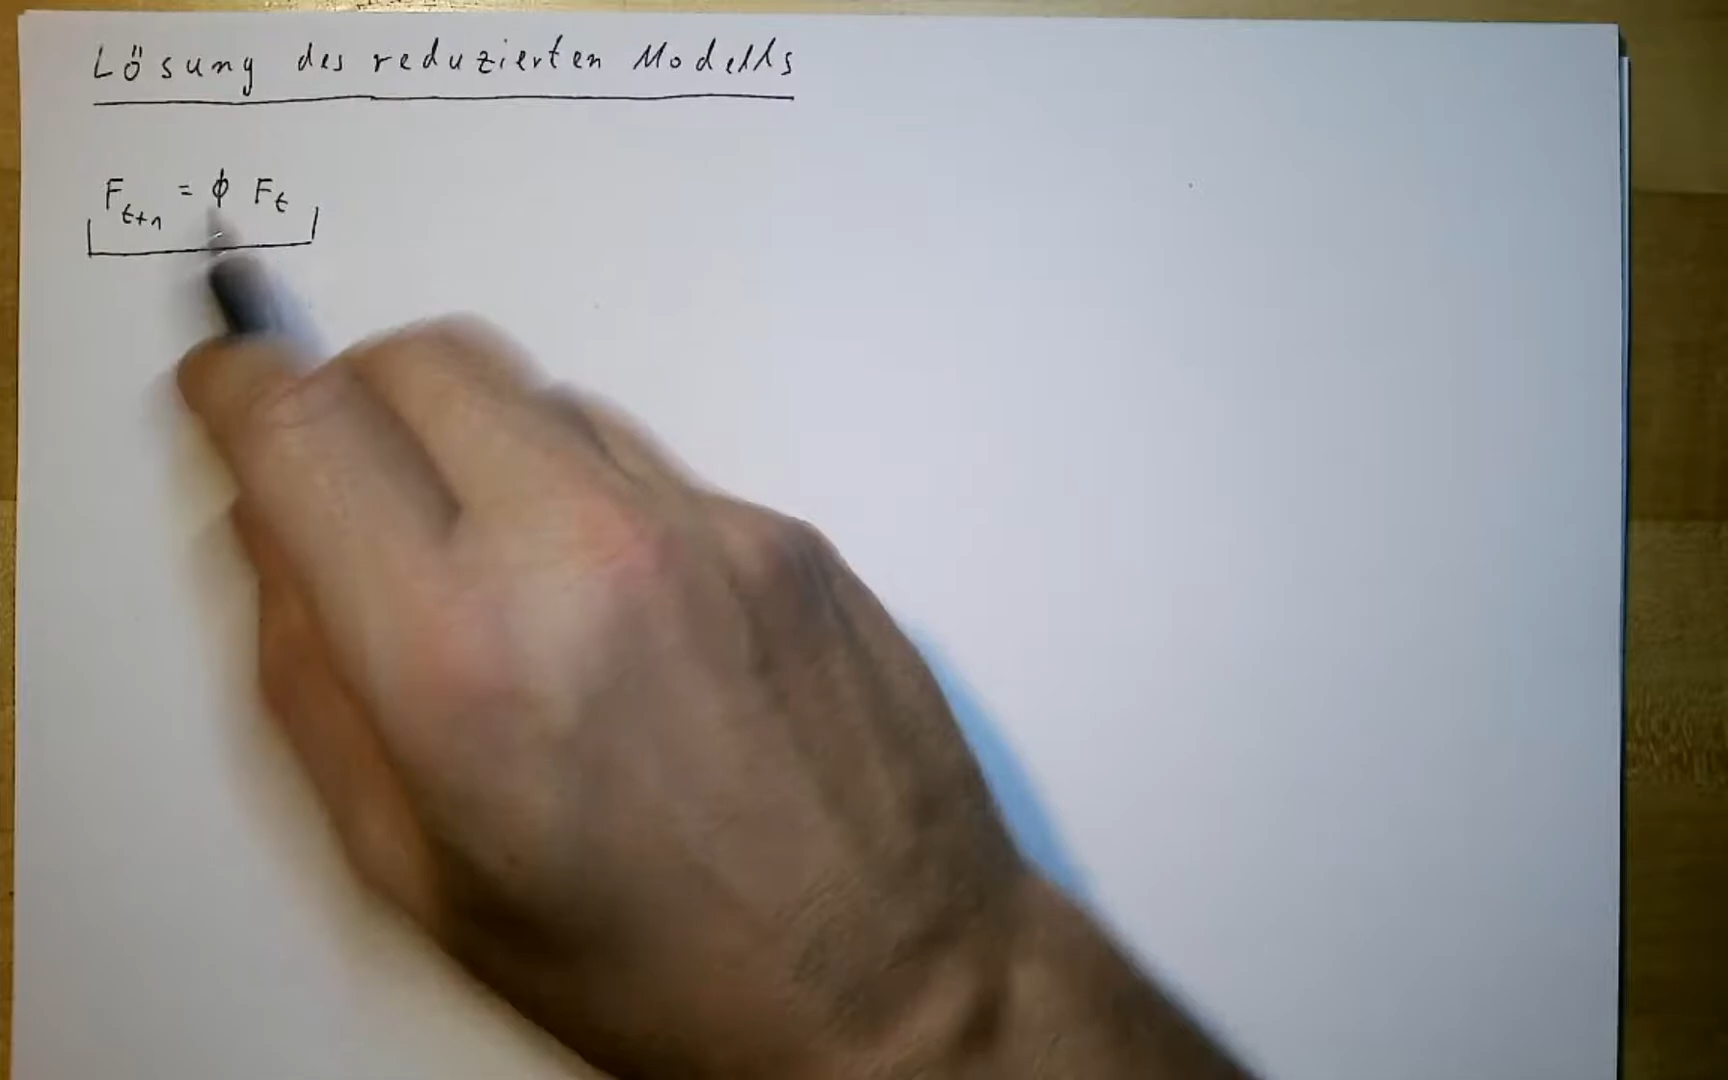 Lösung des reduzierten Modells
F_{t+1} = ϕ F_t